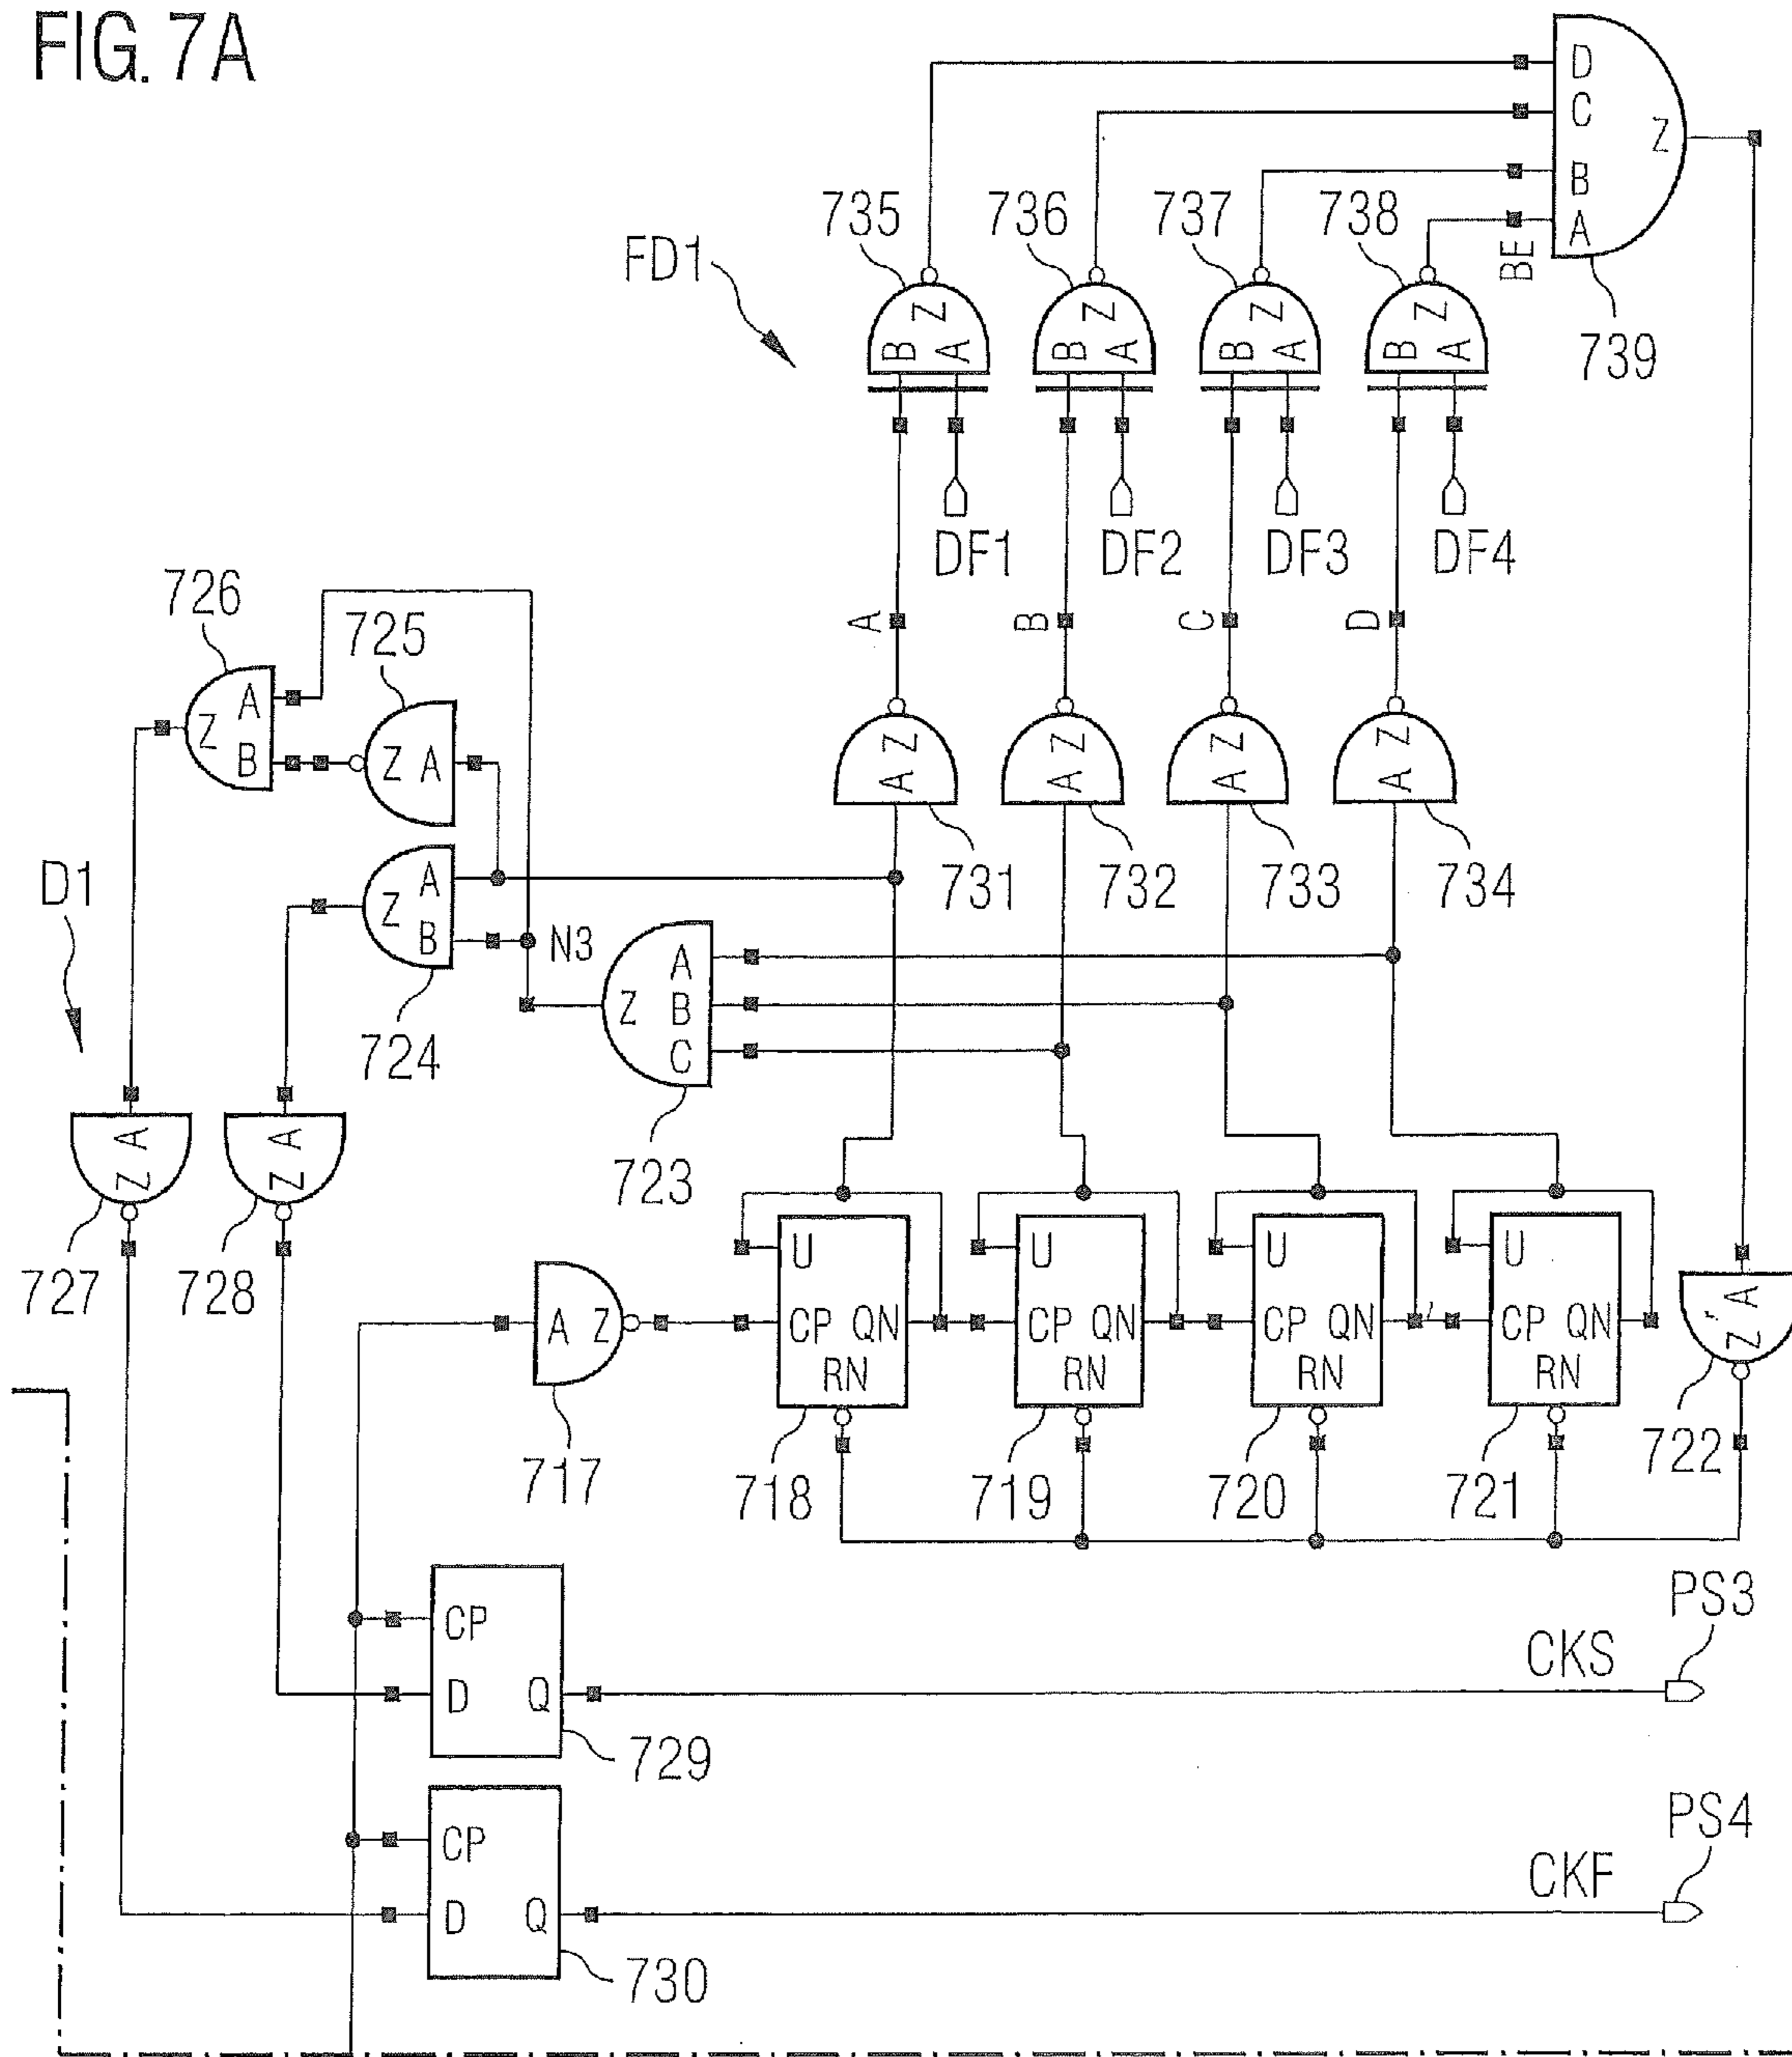 FIG. 7A
D
C
Z
B
A
BE
739
735
736
737
738
FD1
B
Z
A
B
Z
A
B
Z
A
B
Z
A
DF1
DF2
DF3
DF4
A
B
C
D
726
725
A
Z
B
Z A
A Z
A Z
A Z
A Z
731
732
733
734
D1
A
Z
B
N3
724
A
Z B
C
723
A
Z
A
Z
727
728
A Z
717
U
CP QN
RN
U
CP QN
RN
U
CP QN
RN
U
CP QN
RN
A
Z
718
719
720
721
722
CP
D Q
729
CKS
PS3
CP
D Q
730
CKF
PS4